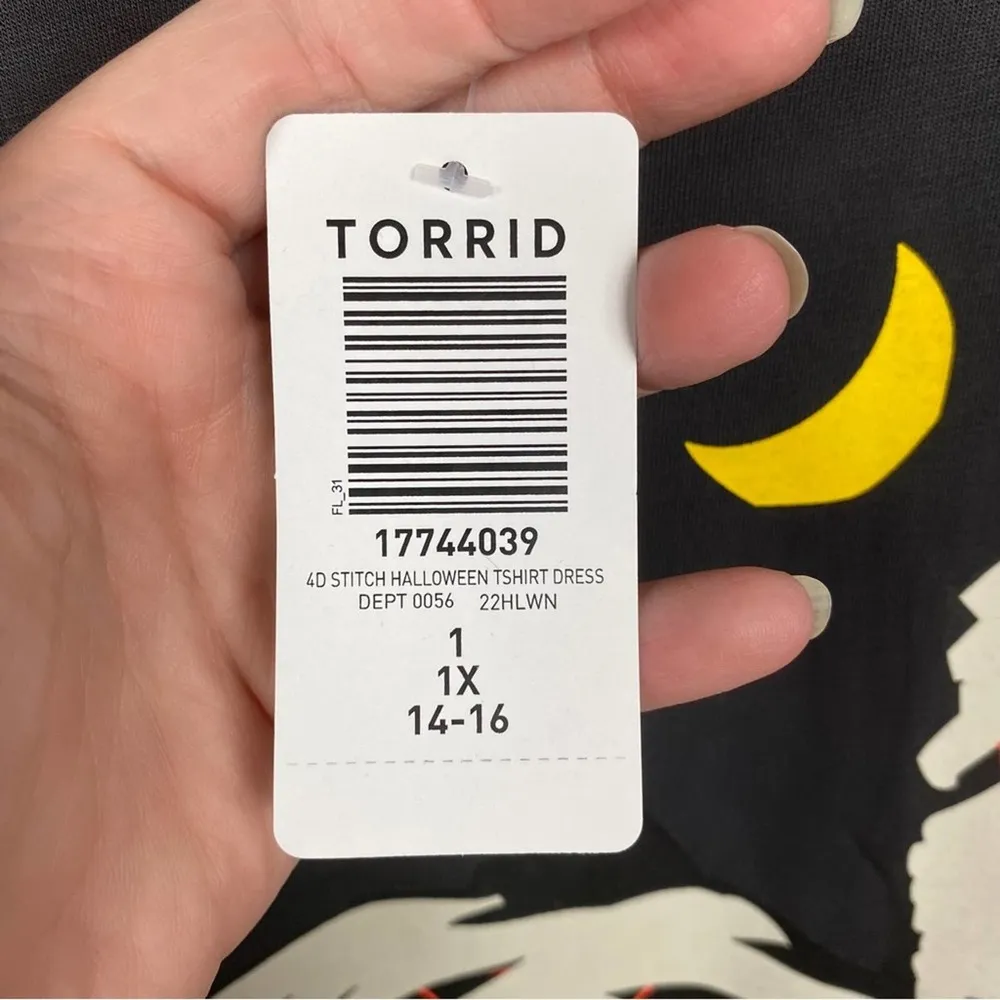 TORRID
FL_31
17744039
4D STITCH HALLOWEEN TSHIRT DRESS
DEPT 0056 22HLWN
1
1X
14-16